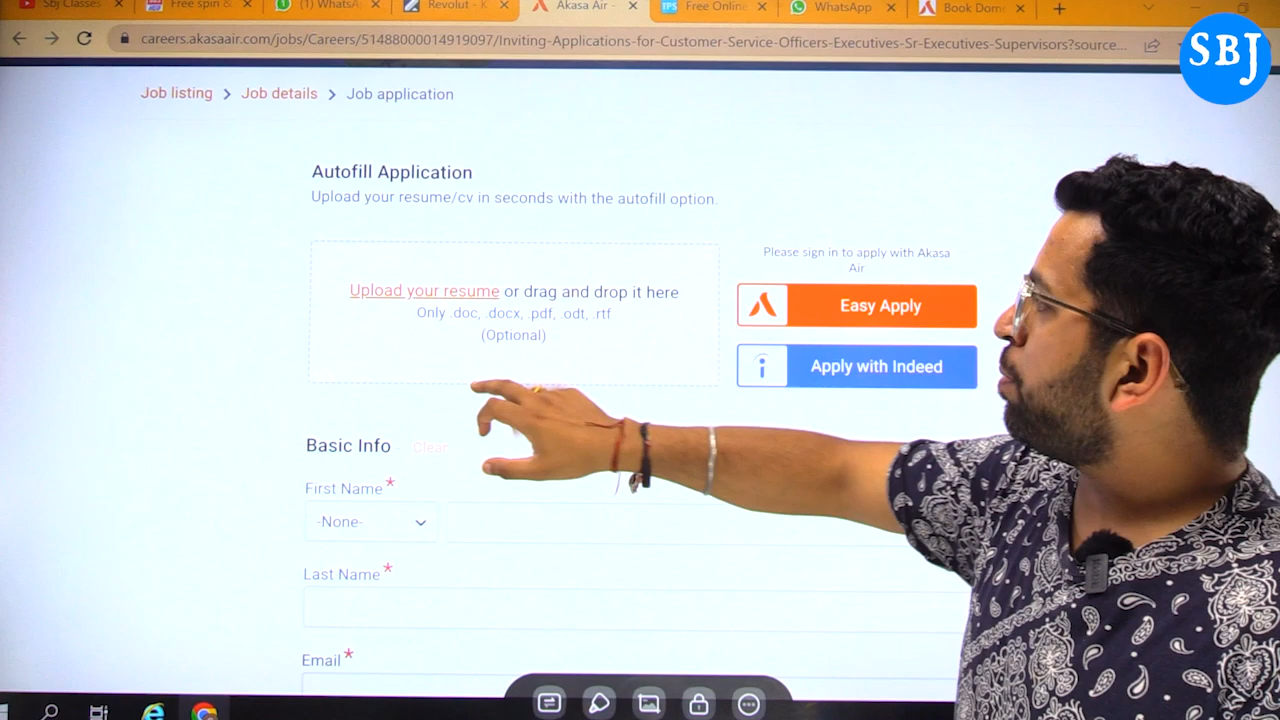 Sbj Classes
Free spin &
(1) WhatsA
Revolut - K
Akasa Air -
TPS
Free Online
WhatsApp
Book Dome
careers.akasaair.com/jobs/Careers/51488000014919097/Inviting-Applications-for-Customer-Service-Officers-Executives-Sr-Executives-Supervisors?source...
SBJ
Job listing > Job details > Job application
Autofill Application
Upload your resume/cv in seconds with the autofill option.
Please sign in to apply with Akasa
Air
Upload your resume or drag and drop it here
Only .doc, .docx, .pdf, .odt, .rtf
(Optional)
Easy Apply
Apply with Indeed
Basic Info - Clear
First Name*
-None-
Last Name*
Email*